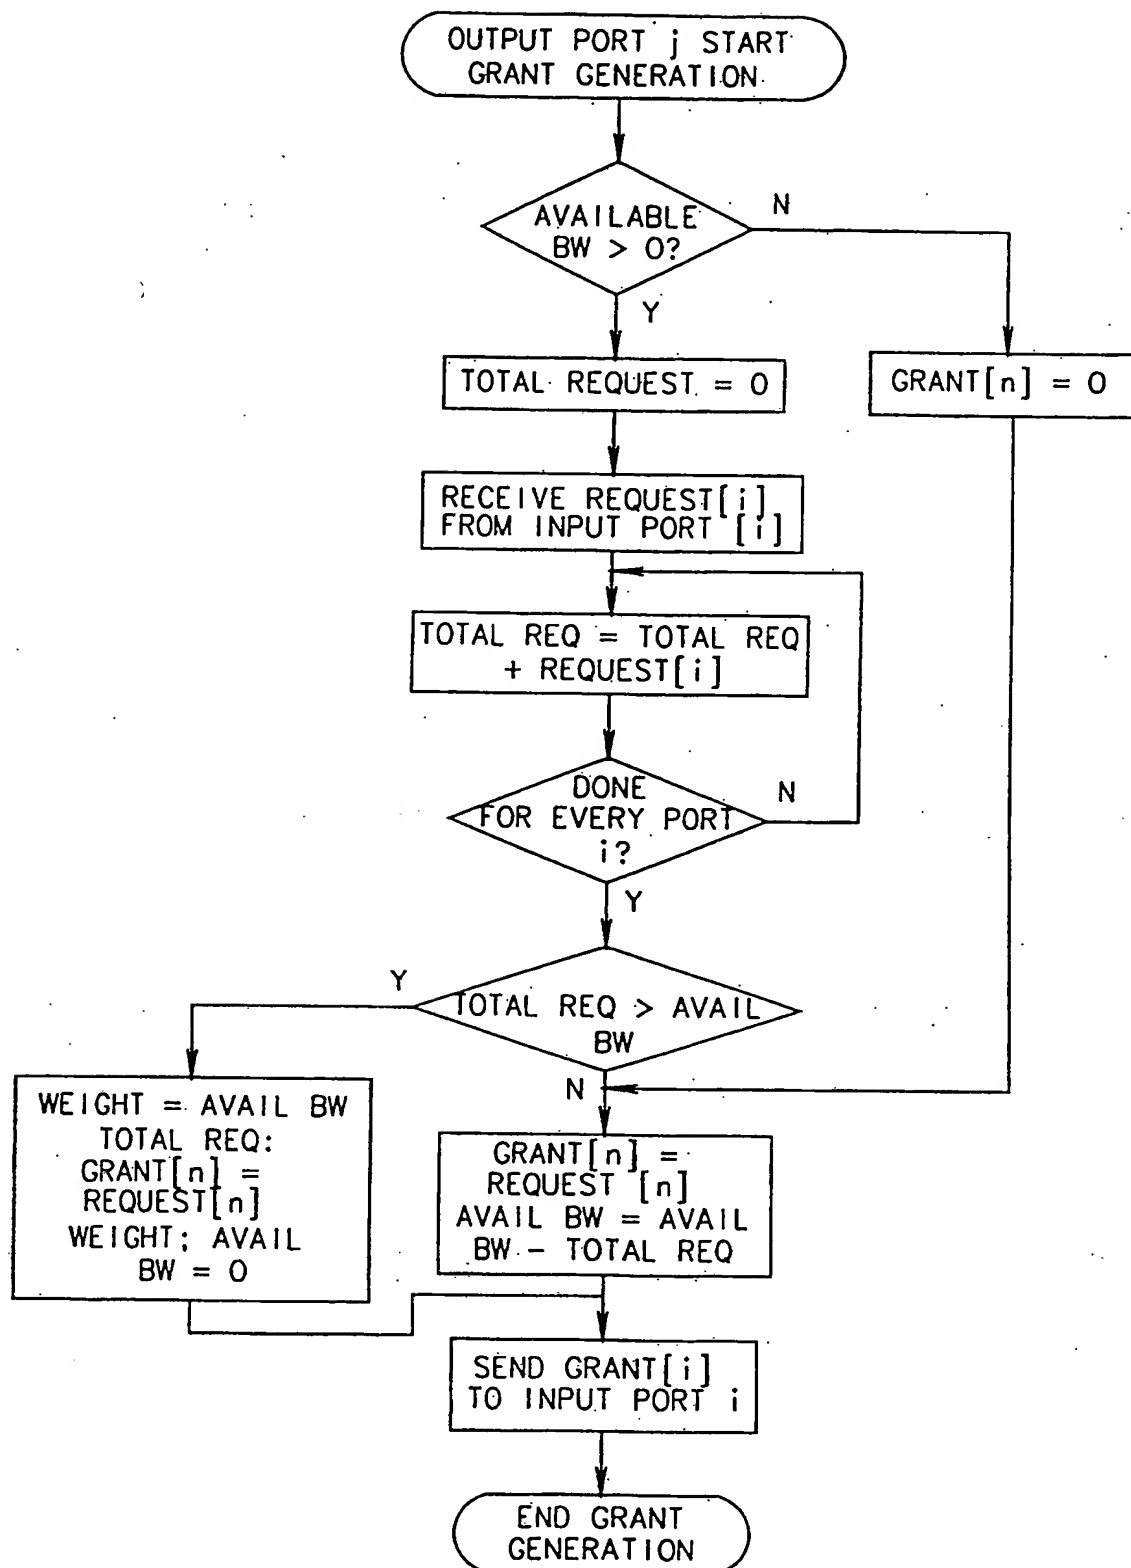 OUTPUT PORT j START
GRANT GENERATION
AVAILABLE
BW > 0?
N
Y
TOTAL REQUEST = 0
GRANT[n] = 0
RECEIVE REQUEST[i]
FROM INPUT PORT [i]
TOTAL REQ = TOTAL REQ
+ REQUEST[i]
DONE
FOR EVERY PORT
i?
N
Y
TOTAL REQ > AVAIL
BW
Y
N
WEIGHT = AVAIL BW
TOTAL REQ:
GRANT[n] =
REQUEST[n]
WEIGHT; AVAIL
BW = 0
GRANT[n] =
REQUEST [n]
AVAIL BW = AVAIL
BW - TOTAL REQ
SEND GRANT[i]
TO INPUT PORT i
END GRANT
GENERATION